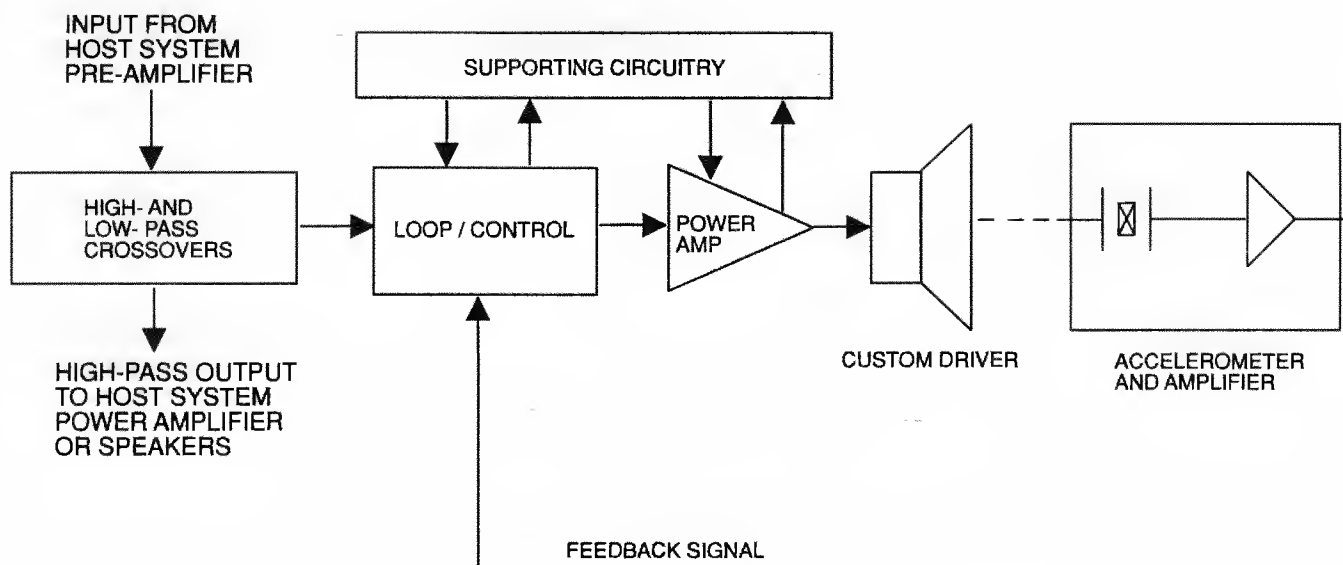 INPUT FROM
HOST SYSTEM
PRE-AMPLIFIER
SUPPORTING CIRCUITRY
HIGH- AND
LOW- PASS
CROSSOVERS
LOOP / CONTROL
POWER
AMP
CUSTOM DRIVER
ACCELEROMETER
AND AMPLIFIER
HIGH-PASS OUTPUT
TO HOST SYSTEM
POWER AMPLIFIER
OR SPEAKERS
FEEDBACK SIGNAL